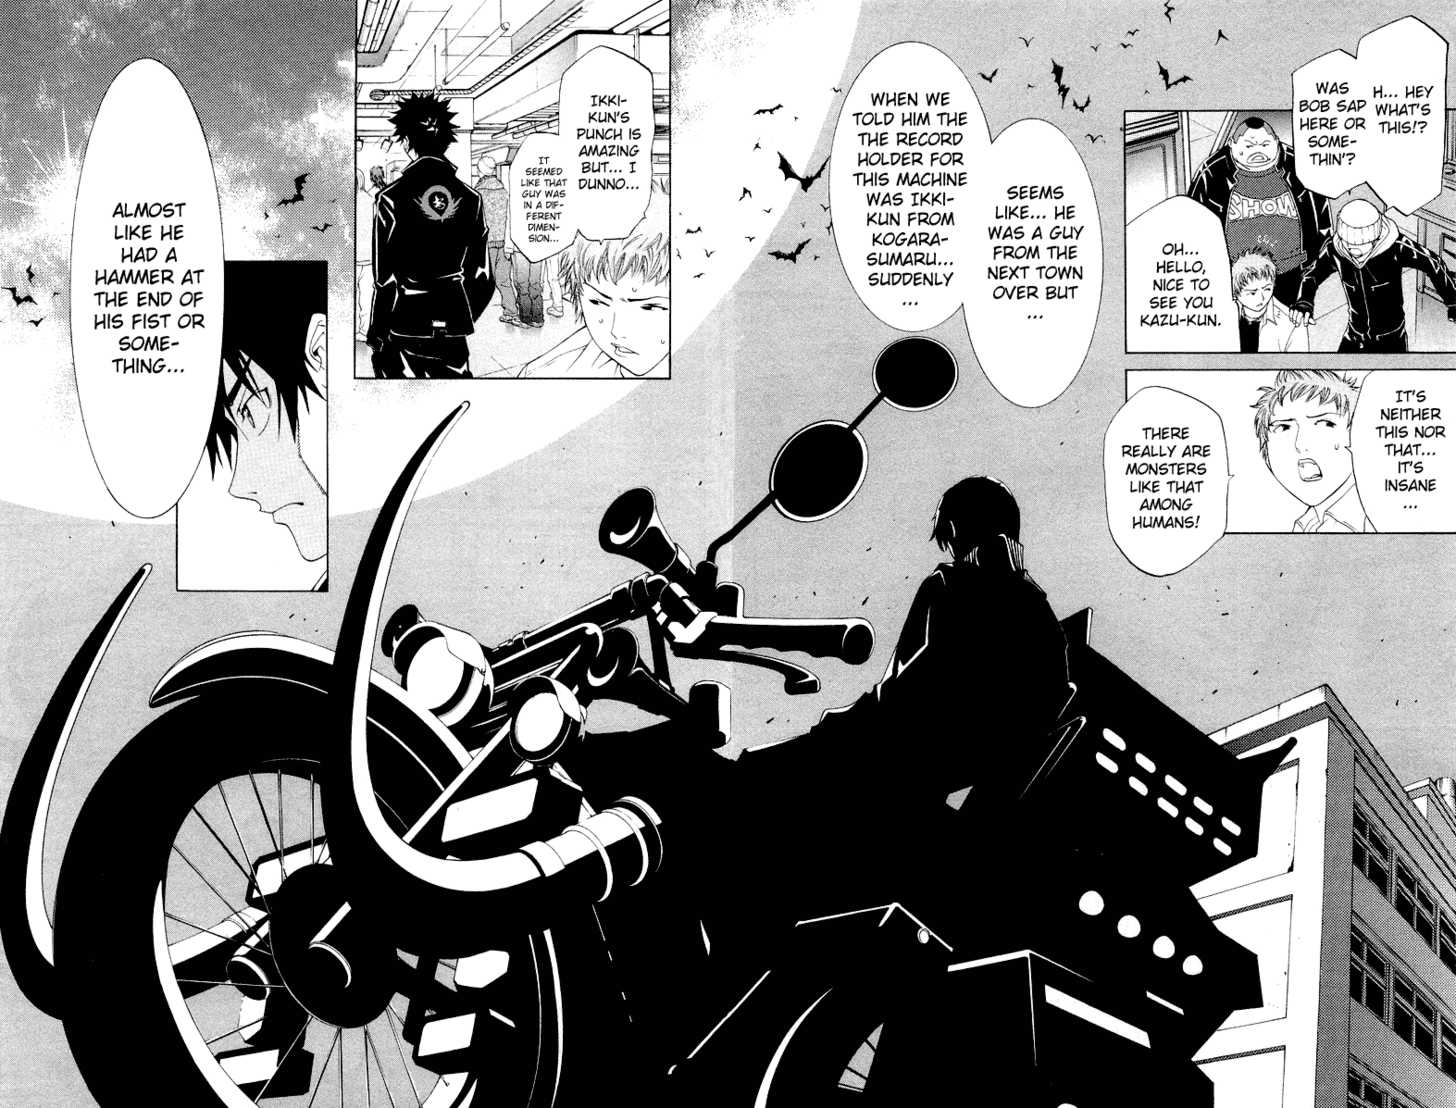 H... HEY
WHAT'S
THIS!?
WAS
BOB SAP
HERE OR
SOME-
THIN'?
SHOW
OH...
HELLO,
NICE TO
SEE YOU
KAZU-KUN.
IT'S
NEITHER
THIS NOR
THAT...
IT'S
INSANE
...
THERE
REALLY ARE
MONSTERS
LIKE THAT
AMONG
HUMANS!
SEEMS
LIKE... HE
WAS A GUY
FROM THE
NEXT TOWN
OVER BUT
...
WHEN WE
TOLD HIM THE
THE RECORD
HOLDER FOR
THIS MACHINE
WAS IKKI-
KUN FROM
KOGARA-
SUMARU...
SUDDENLY
...
IKKI-
KUN'S
PUNCH IS
AMAZING
BUT... I
DUNNO...
IT
SEEMED
LIKE THAT
GUY WAS
IN A DIF-
FERENT
DIMEN-
SION...
ALMOST
LIKE HE
HAD A
HAMMER AT
THE END OF
HIS FIST OR
SOME-
THING...